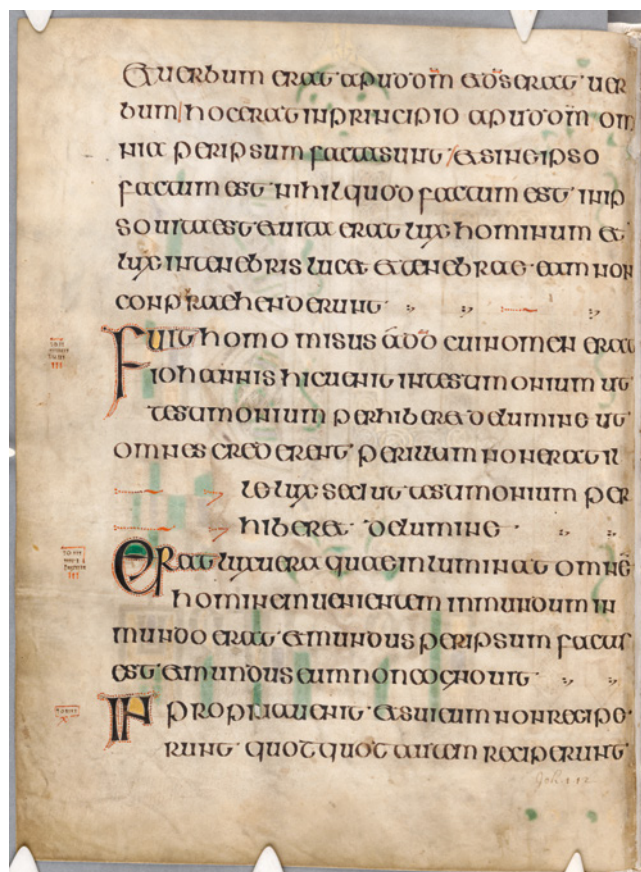 Et uerbum erat · apud dm̄ et ds̄ erat · uer
bum / hoc erat in principio apud dm̄ om
nia per ipsum facta sunt · / et sine ipso
factum est · nihil quod factum est · in ip
so uita est · et uita erat lux hominum et
lux in tenebris lucet et tenebrae · eam non
conprachenderunt ·
Fuit homo misus a dō cui nomen erat
iohannis hic uenit in testimonium ut
testimonium perhiberet de lumine ut ·
omnes crederent · per illum non erat il
le lux sed ut testimonium per
hiberet · de lumine ·
Erat lux uera quae inluminat omnē
hominem uenientem in mundum in
mundo erat · et mundus per ipsum factus
est · et mundus eum non cognouit ·
In propria uenit · et sui eum non recipe ·
runt · quotquot autem reciperunt ·
John 1 12